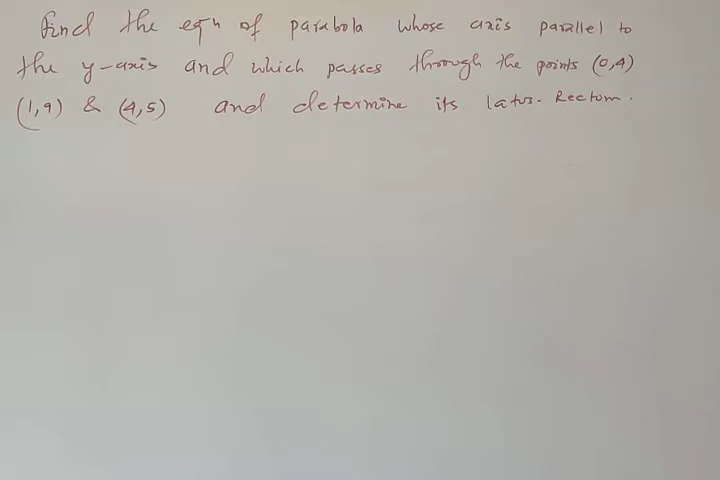 Find the eqn of parabola whose axis parallel to
the y-axis and which passes through the points (0,4)
(1,9) & (4,5) and determine its latus-Rectum.